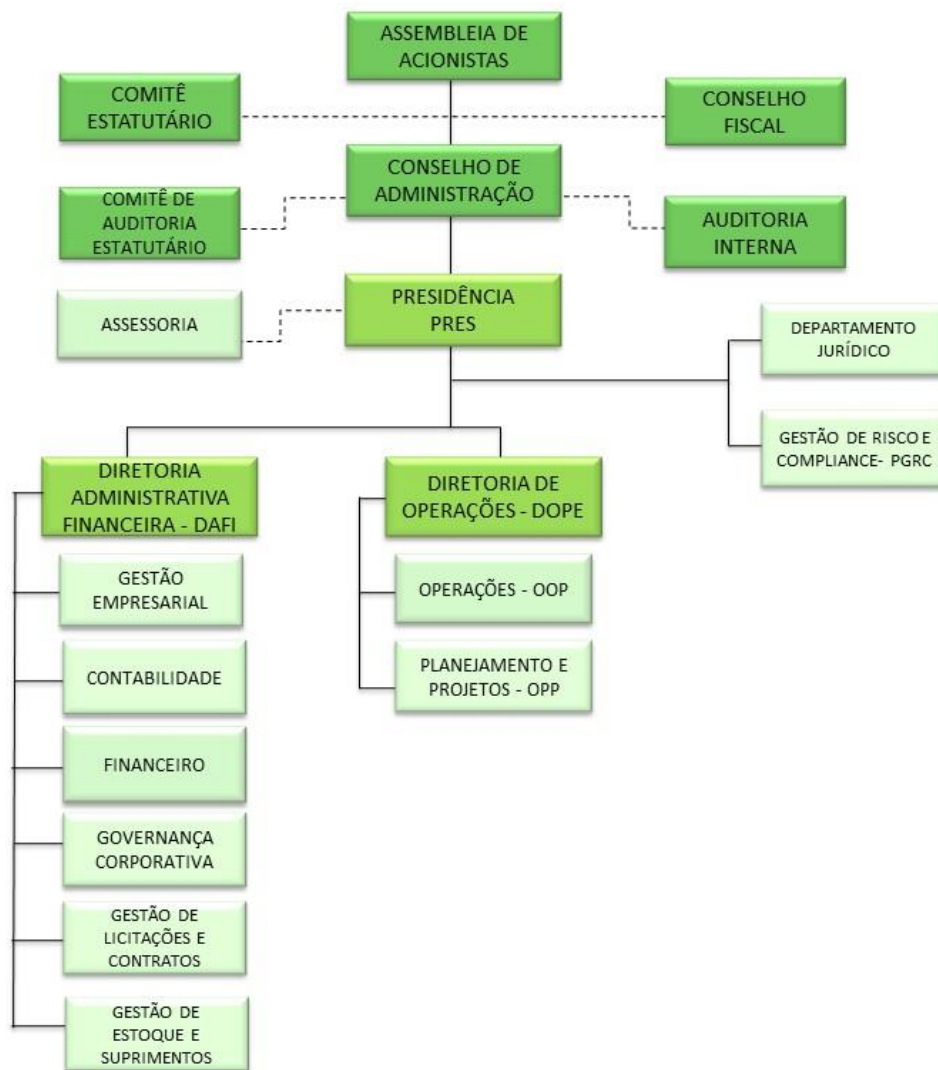 ASSEMBLEIA DE
ACIONISTAS
COMITÊ
ESTATUTÁRIO
CONSELHO
FISCAL
CONSELHO DE
ADMINISTRAÇÃO
COMITÊ DE
AUDITORIA
ESTATUTÁRIO
AUDITORIA
INTERNA
PRESIDÊNCIA
PRES
ASSESSORIA
DEPARTAMENTO
JURÍDICO
GESTÃO DE RISCO E
COMPLIANCE- PGRC
DIRETORIA
ADMINISTRATIVA
FINANCEIRA - DAFI
GESTÃO
EMPRESARIAL
CONTABILIDADE
FINANCEIRO
GOVERNANÇA
CORPORATIVA
GESTÃO DE
LICITAÇÕES E
CONTRATOS
GESTÃO DE
ESTOQUE E
SUPRIMENTOS
DIRETORIA DE
OPERAÇÕES - DOPE
OPERAÇÕES - OOP
PLANEJAMENTO E
PROJETOS - OPP